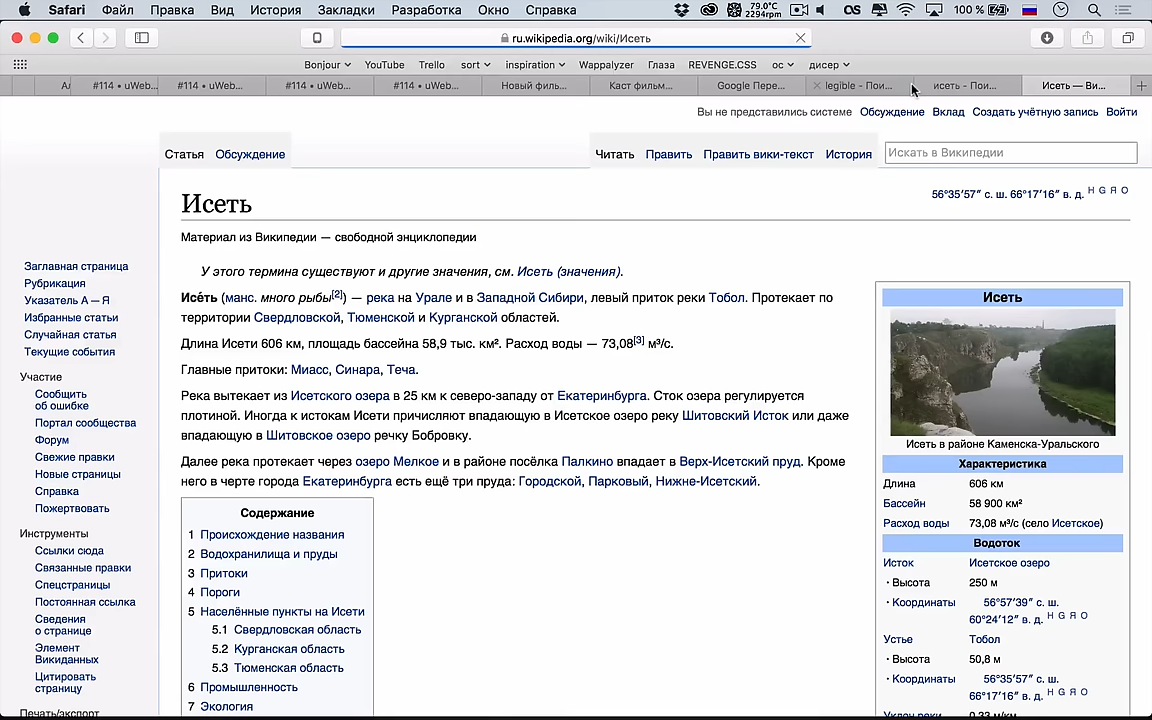 Safari Файл Правка Вид История Закладки Разработка Окно Справка 79.0°C 2294rpm 100 %
ru.wikipedia.org/wiki/Исеть
Bonjour YouTube Trello sort inspiration Wappalyzer Глаза REVENGE.CSS ос дисер
Ал #114 • uWeb... #114 • uWeb... #114 • uWeb... #114 • uWeb... Новый филь... Каст фильм... Google Пере... legible - Пои... исеть - Пои... Исеть — Ви...
Вы не представились системе Обсуждение Вклад Создать учётную запись Войти
Статья Обсуждение Читать Править Править вики-текст История Искать в Википедии
Исеть
56°35′57″ с. ш. 66°17′16″ в. д. H G Я O
Материал из Википедии — свободной энциклопедии
У этого термина существуют и другие значения, см. Исеть (значения).
Исе́ть (манс. много рыбы[2]) — река на Урале и в Западной Сибири, левый приток реки Тобол. Протекает по
территории Свердловской, Тюменской и Курганской областей.
Длина Исети 606 км, площадь бассейна 58,9 тыс. км². Расход воды — 73,08[3] м³/с.
Главные притоки: Миасс, Синара, Теча.
Река вытекает из Исетского озера в 25 км к северо-западу от Екатеринбурга. Сток озера регулируется
плотиной. Иногда к истокам Исети причисляют впадающую в Исетское озеро реку Шитовский Исток или даже
впадающую в Шитовское озеро речку Бобровку.
Далее река протекает через озеро Мелкое и в районе посёлка Палкино впадает в Верх-Исетский пруд. Кроме
него в черте города Екатеринбурга есть ещё три пруда: Городской, Парковый, Нижне-Исетский.
Содержание
1 Происхождение названия
2 Водохранилища и пруды
3 Притоки
4 Пороги
5 Населённые пункты на Исети
5.1 Свердловская область
5.2 Курганская область
5.3 Тюменская область
6 Промышленность
7 Экология
Заглавная страница
Рубрикация
Указатель А — Я
Избранные статьи
Случайная статья
Текущие события
Участие
Сообщить
об ошибке
Портал сообщества
Форум
Свежие правки
Новые страницы
Справка
Пожертвовать
Инструменты
Ссылки сюда
Связанные правки
Спецстраницы
Постоянная ссылка
Сведения
о странице
Элемент
Викиданных
Цитировать
страницу
Печать/экспорт
Исеть
Исеть в районе Каменска-Уральского
Характеристика
Длина 606 км
Бассейн 58 900 км²
Расход воды 73,08 м³/с (село Исетское)
Водоток
Исток Исетское озеро
· Высота 250 м
· Координаты 56°57′39″ с. ш.
60°24′12″ в. д. H G Я O
Устье Тобол
· Высота 50,8 м
· Координаты 56°35′57″ с. ш.
66°17′16″ в. д. H G Я O
Уклон реки 0,33 м/км